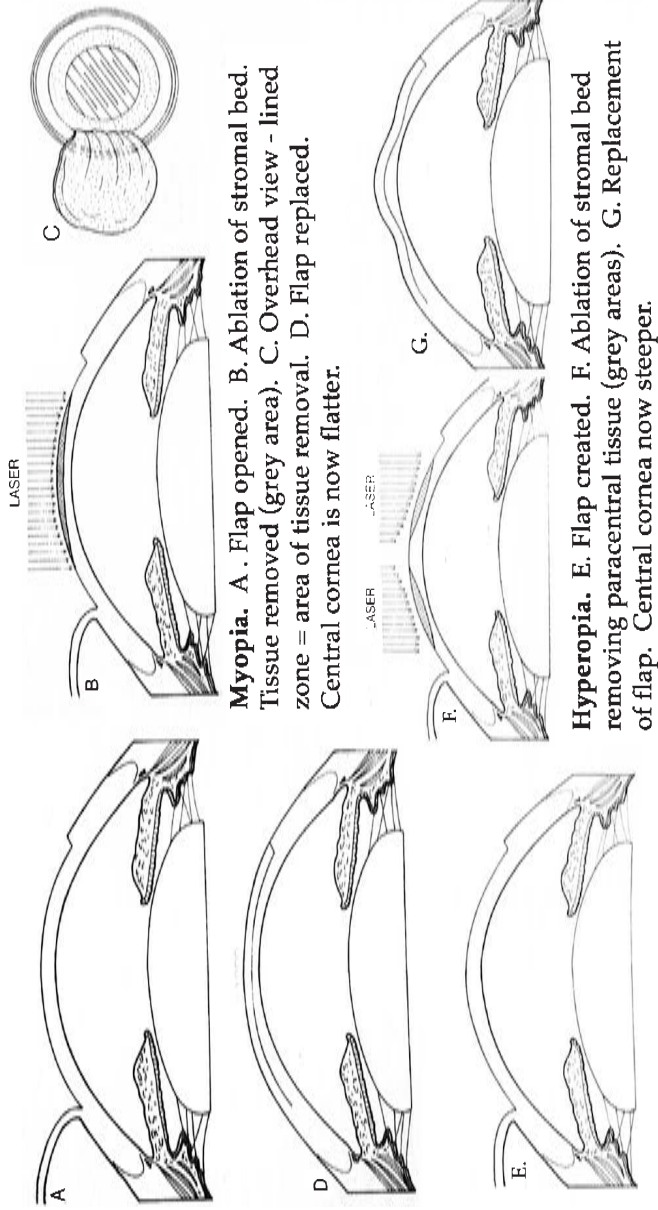 A
LASER
B
C
Myopia. A . Flap opened. B. Ablation of stromal bed.
Tissue removed (grey area). C. Overhead view - lined
zone = area of tissue removal. D. Flap replaced.
Central cornea is now flatter.
D
E.
LASER
LASER
F.
G.
Hyperopia. E. Flap created. F. Ablation of stromal bed
removing paracentral tissue (grey areas). G. Replacement
of flap. Central cornea now steeper.